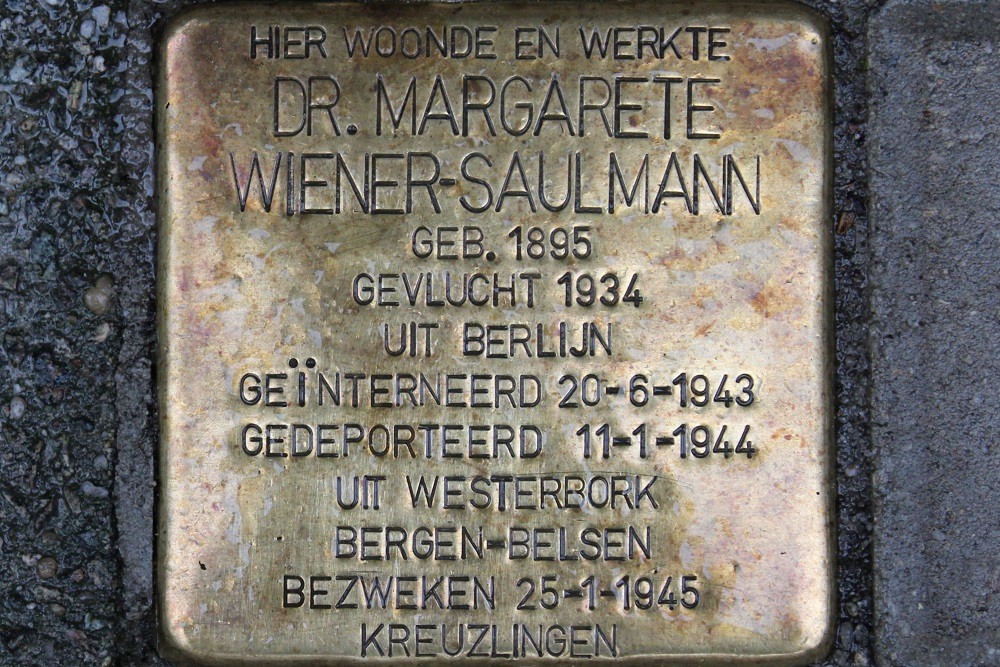 HIER WOONDE EN WERKTE
DR. MARGARETE
WIENER-SAULMANN
GEB. 1895
GEVLUCHT 1934
UIT BERLIJN
GEÏNTERNEERD 20-6-1943
GEDEPORTEERD 11-1-1944
UIT WESTERBORK
BERGEN-BELSEN
BEZWEKEN 25-1-1945
KREUZLINGEN